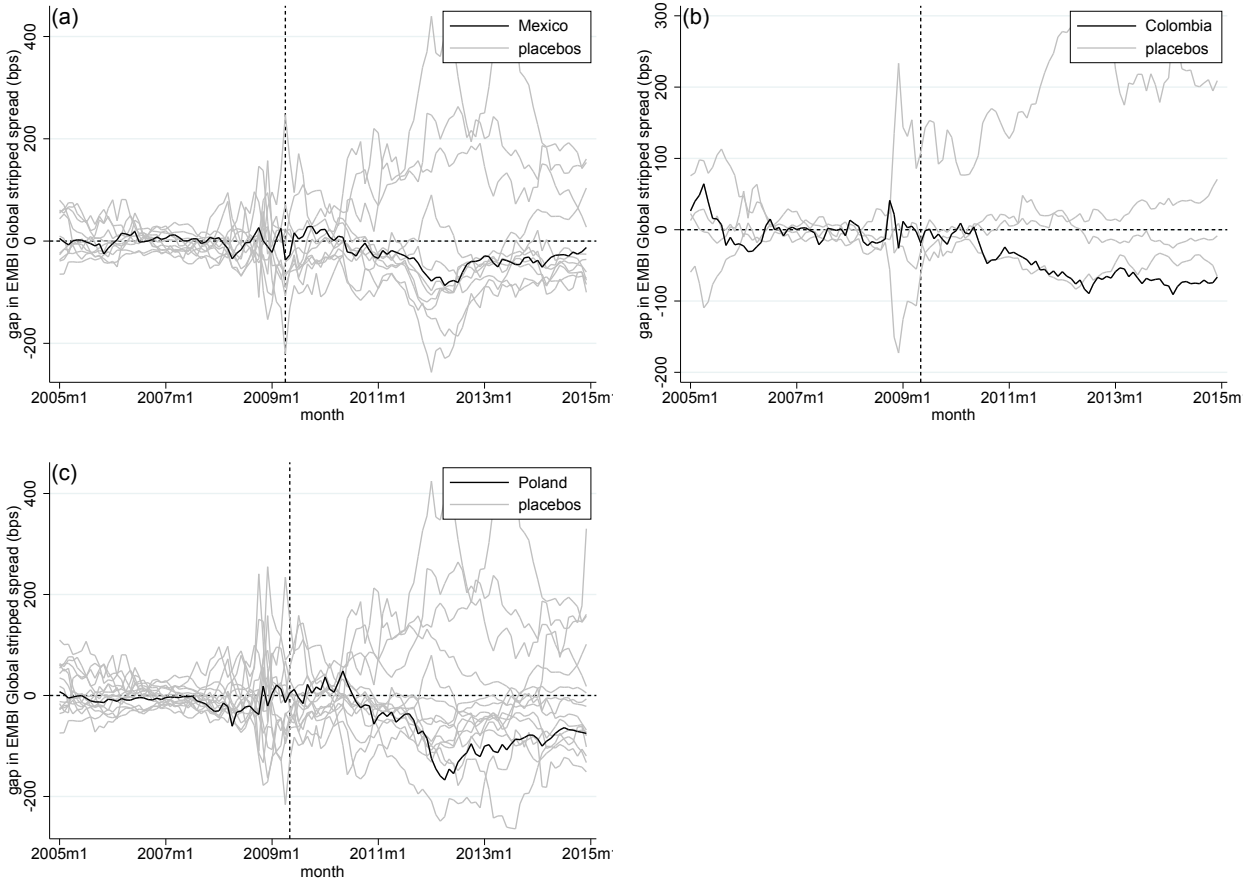 (a)
Mexico
placebos
gap in EMBI Global stripped spread (bps)
400
200
0
-200
2005m1 2007m1 2009m1 2011m1 2013m1 2015m1
month
(b)
Colombia
placebos
gap in EMBI Global stripped spread (bps)
300
200
100
0
-100
-200
2005m1 2007m1 2009m1 2011m1 2013m1 2015m
month
(c)
Poland
placebos
gap in EMBI Global stripped spread (bps)
400
200
0
-200
2005m1 2007m1 2009m1 2011m1 2013m1 2015m1
month